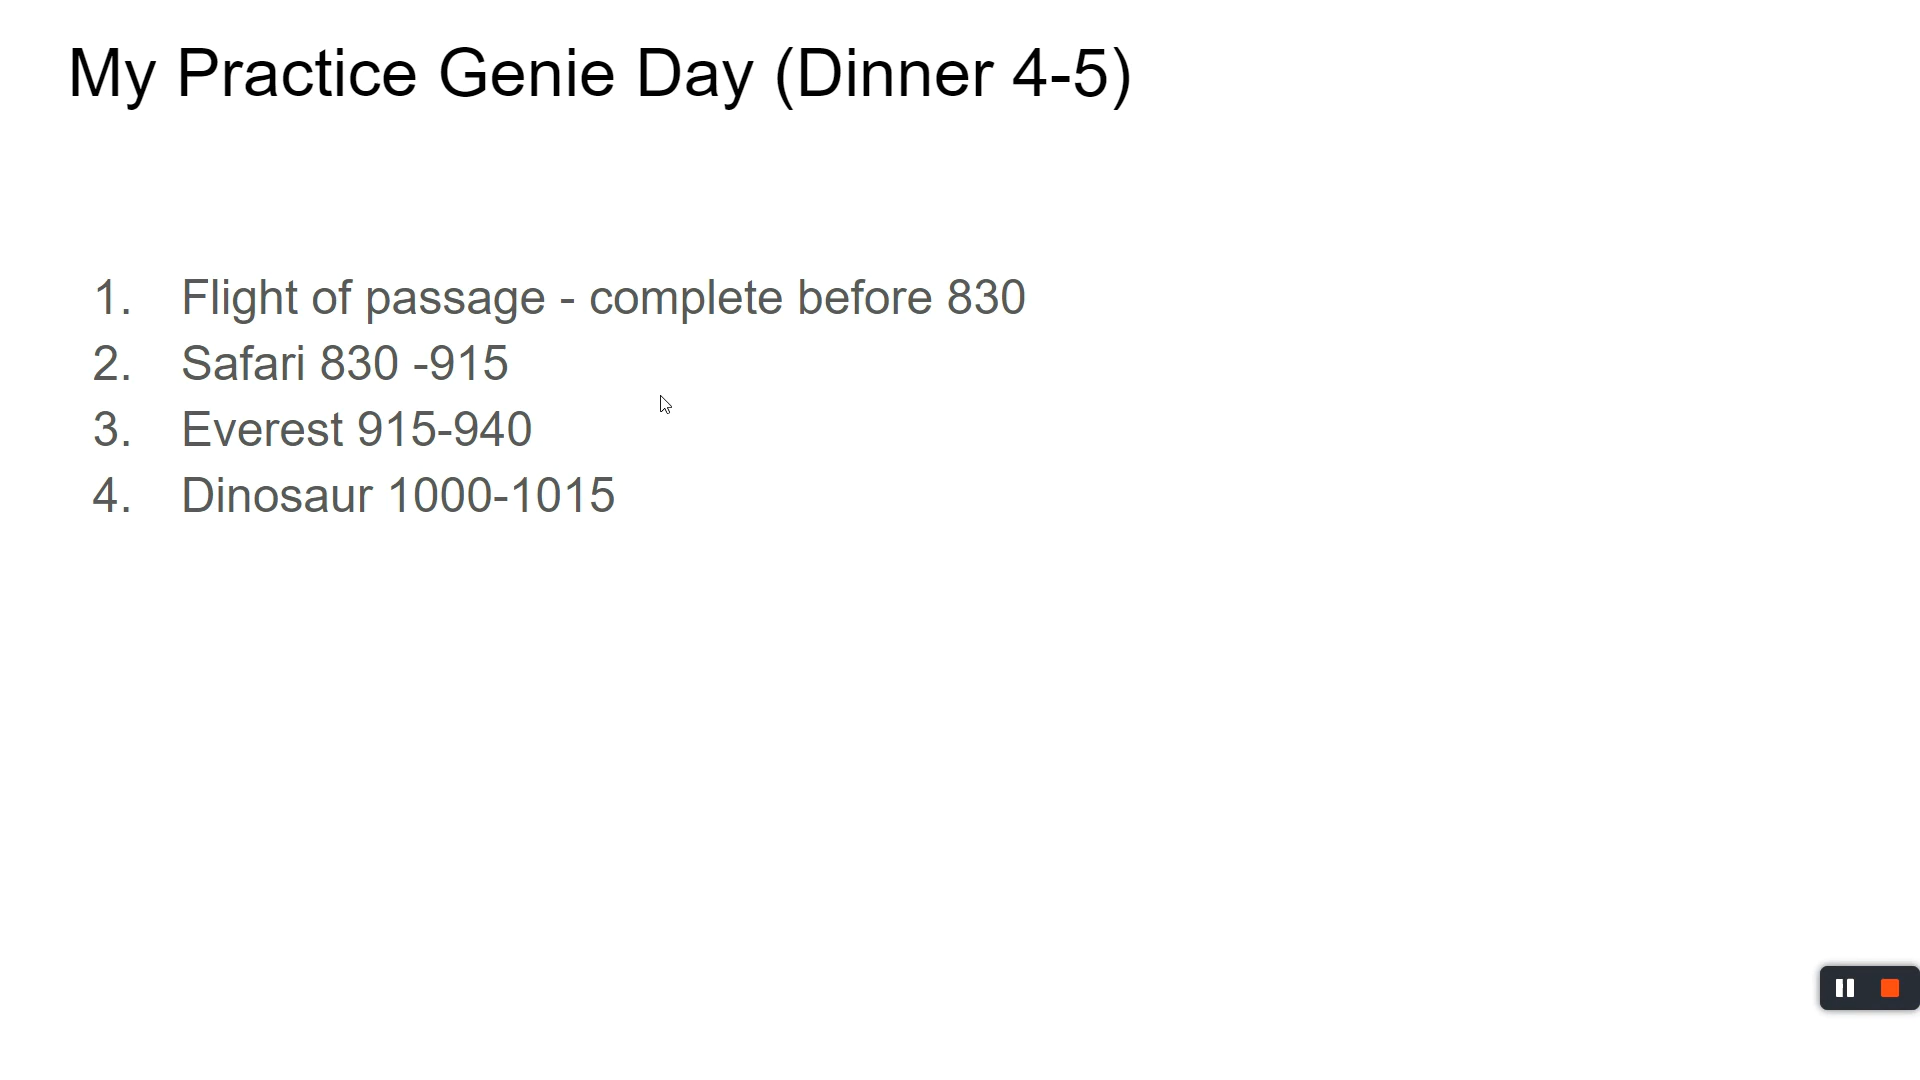 My Practice Genie Day (Dinner 4-5)
1. Flight of passage - complete before 830
2. Safari 830 -915
3. Everest 915-940
4. Dinosaur 1000-1015